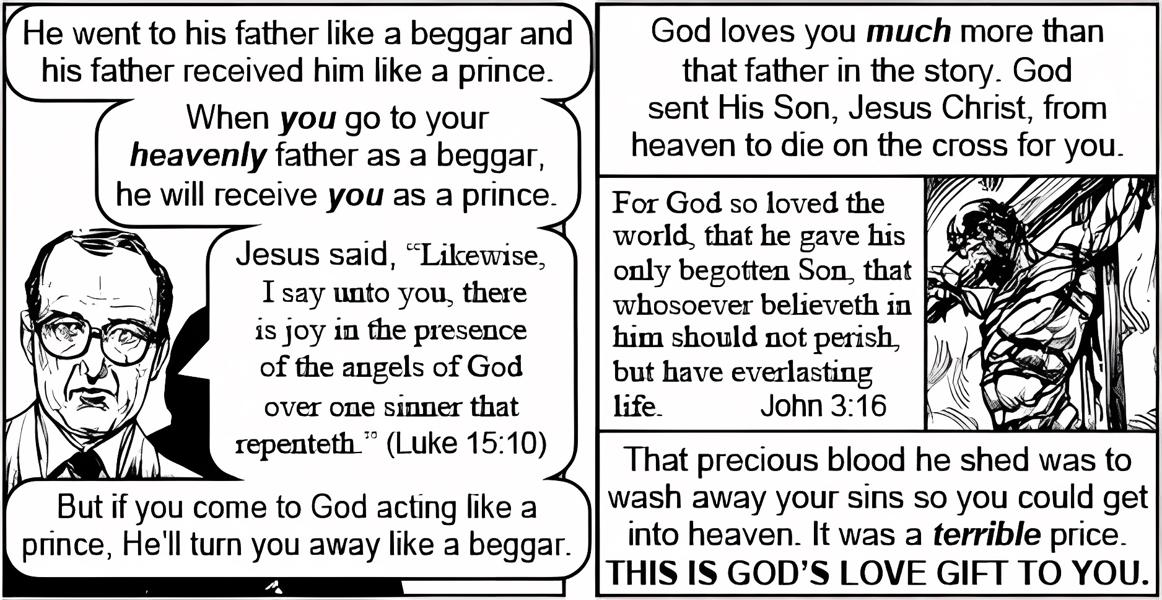 He went to his father like a beggar and
his father received him like a prince.
When you go to your
heavenly father as a beggar,
he will receive you as a prince.
Jesus said, “Likewise,
I say unto you, there
is joy in the presence
of the angels of God
over one sinner that
repenteth.” (Luke 15:10)
But if you come to God acting like a
prince, He'll turn you away like a beggar.
God loves you much more than
that father in the story. God
sent His Son, Jesus Christ, from
heaven to die on the cross for you.
For God so loved the
world, that he gave his
only begotten Son, that
whosoever believeth in
him should not perish,
but have everlasting
life. John 3:16
That precious blood he shed was to
wash away your sins so you could get
into heaven. It was a terrible price.
THIS IS GOD’S LOVE GIFT TO YOU.